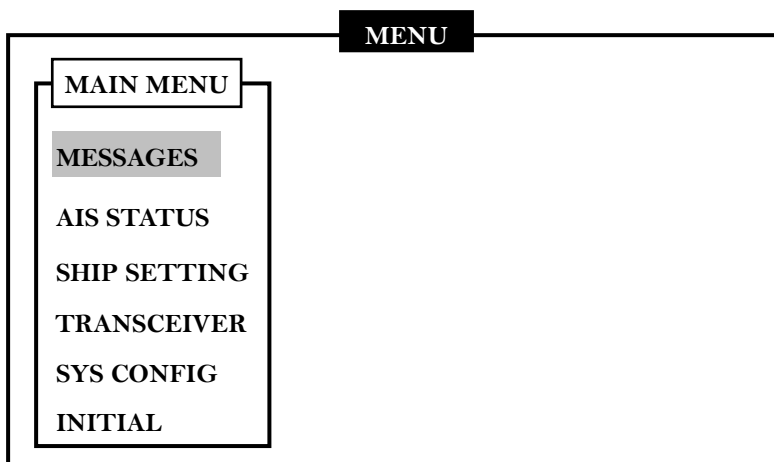 MENU
MAIN MENU
MESSAGES
AIS STATUS
SHIP SETTING
TRANSCEIVER
SYS CONFIG
INITIAL